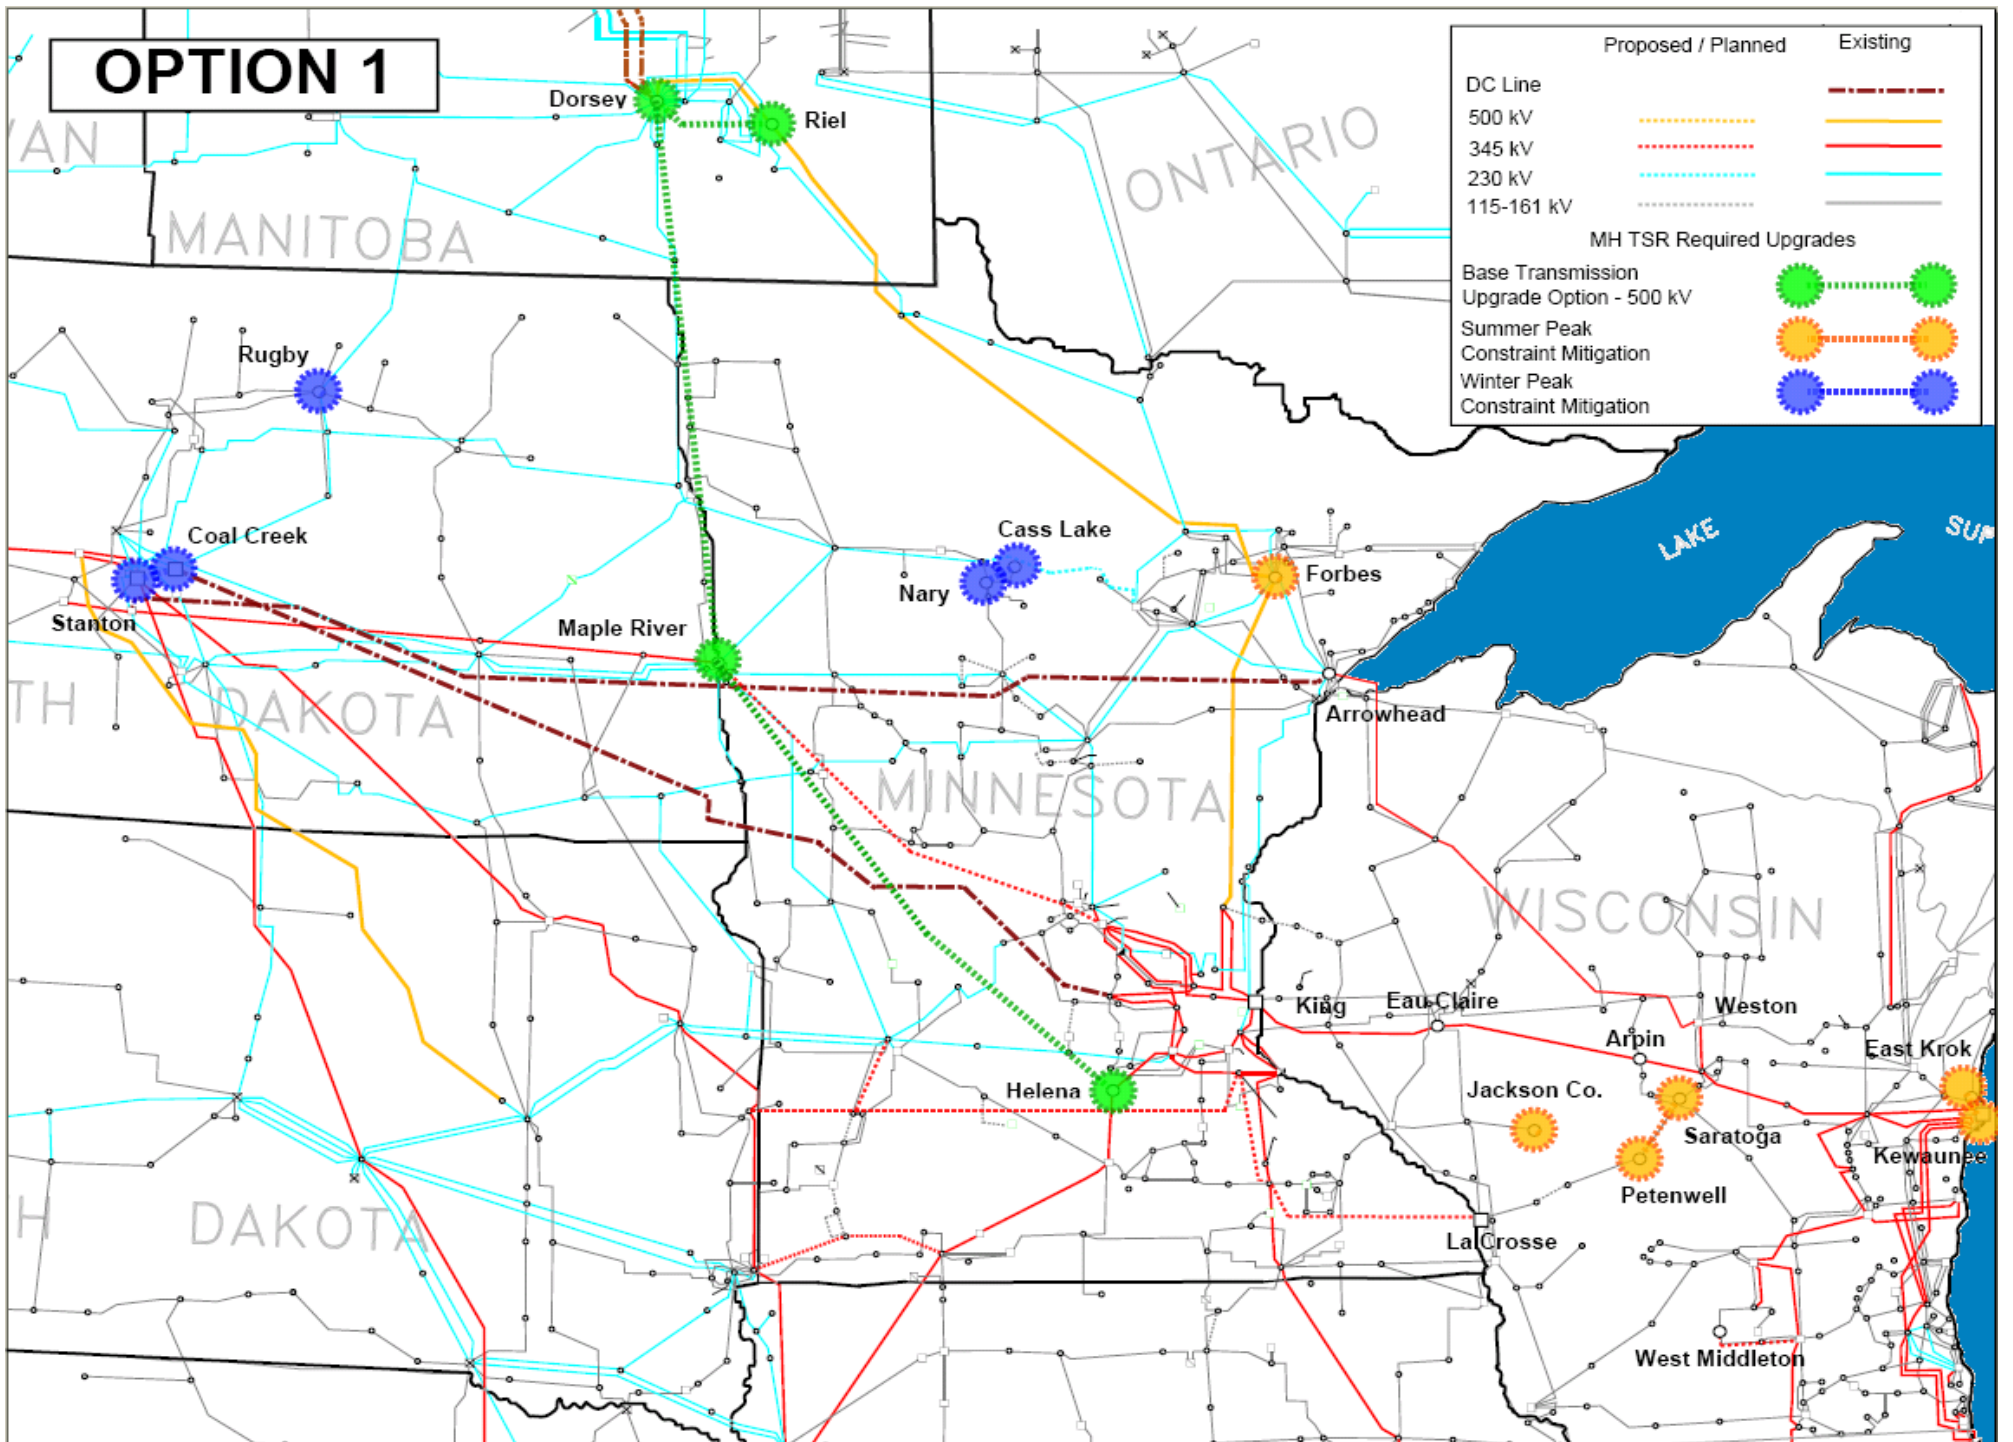 OPTION 1
Proposed / Planned
Existing
DC Line
500 kV
345 kV
230 kV
115-161 kV
MH TSR Required Upgrades
Base Transmission
Upgrade Option - 500 kV
Summer Peak
Constraint Mitigation
Winter Peak
Constraint Mitigation
Dorsey
Riel
VAN
ONTARIO
MANITOBA
Rugby
Coal Creek
Cass Lake
LAKE
SUP
Forbes
Nary
Stanton
Maple River
TH
DAKOTA
Arrowhead
MINNESOTA
WISCONSIN
King
Eau Claire
Weston
Arpin
East Krok
Helena
Jackson Co.
Saratoga
Kewaunee
Petenwell
H
DAKOTA
La Crosse
West Middleton